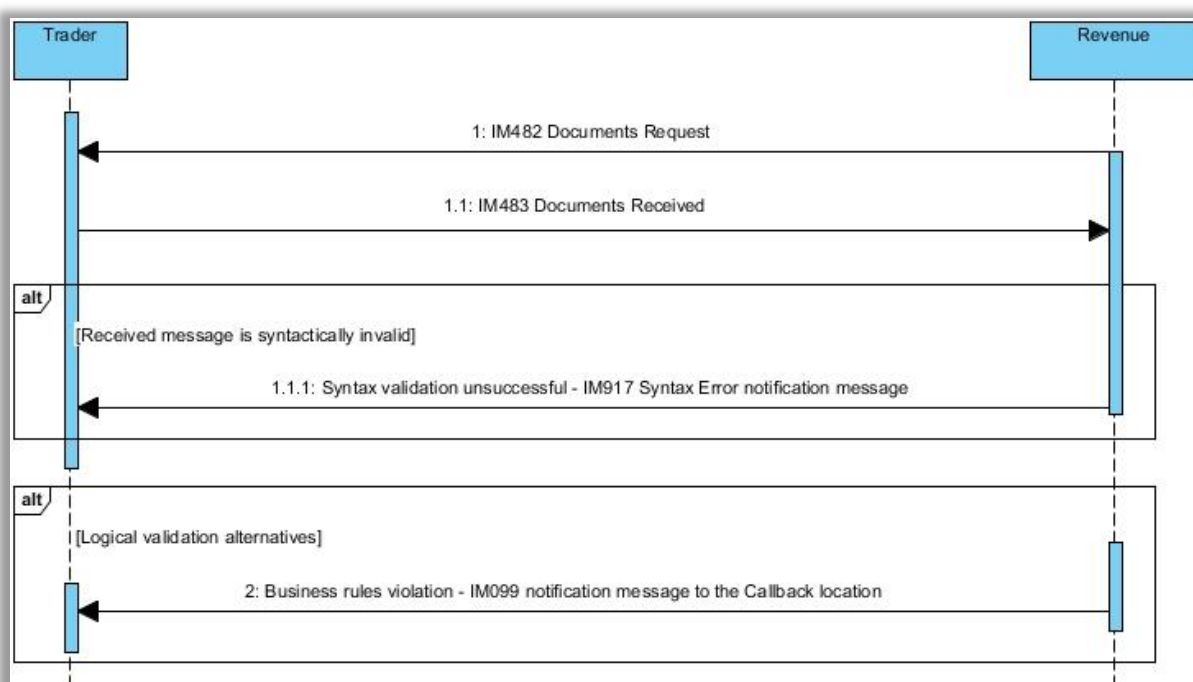 Trader
Revenue
1: IM482 Documents Request
1.1: IM483 Documents Received
alt
[Received message is syntactically invalid]
1.1.1: Syntax validation unsuccessful - IM917 Syntax Error notification message
alt
[Logical validation alternatives]
2: Business rules violation - IM099 notification message to the Callback location